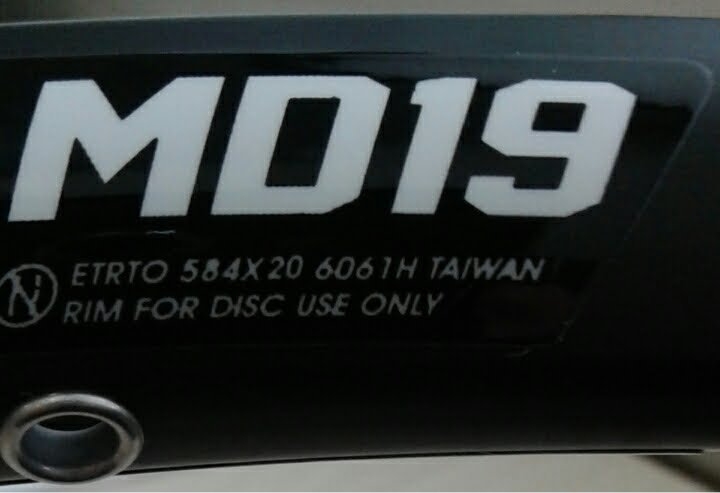 MD19
ETRTO 584X20 6061H TAIWAN
RIM FOR DISC USE ONLY